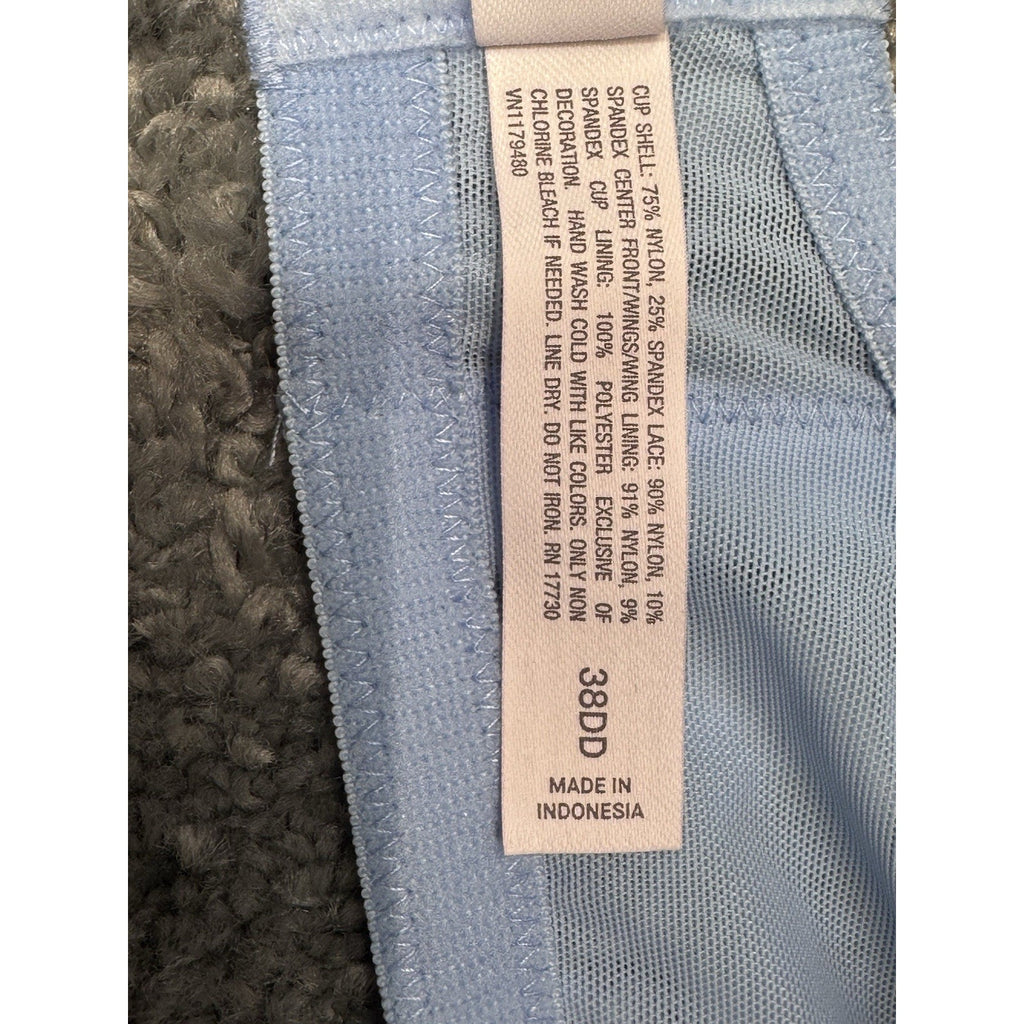 CUP SHELL: 75% NYLON, 25% SPANDEX LACE: 90% NYLON, 10%
SPANDEX CENTER FRONT/WINGS/WING LINING: 91% NYLON, 9%
SPANDEX CUP LINING: 100% POLYESTER EXCLUSIVE OF
DECORATION. HAND WASH COLD WITH LIKE COLORS. ONLY NON
CHLORINE BLEACH IF NEEDED. LINE DRY. DO NOT IRON. RN 17730
VN1179480
38DD
MADE IN
INDONESIA